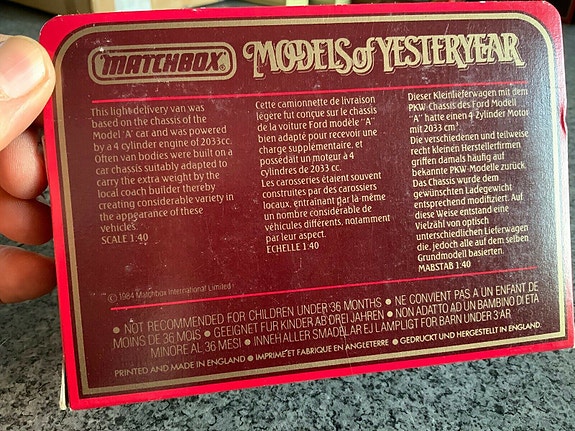 MATCHBOX
MODELS of YESTERYEAR
This light delivery van was
based on the chassis of the
Model 'A' car and was powered
by a 4 cylinder engine of 2033cc.
Often van bodies were built on a
car chassis suitably adapted to
carry the extra weight by the
local coach builder thereby
creating considerable variety in
the appearance of these
vehicles.
SCALE 1:40
Cette camionnette de livraison
légère fut conçue sur le chassis
de la voiture Ford modèle "A"
bien adapté pour recevoir une
charge supplémentaire, et
possédait un moteur à 4
cylindres de 2033 cc.
Les carosseries étaient souvent
construites par des carossiers
locaux, entraînant par là-même
un nombre considérable de
véhicules différents, notamment
par leur aspect.
ECHELLE 1:40
Dieser Kleinlieferwagen mit dem
PKW-Chassis des Ford Modell
"A" hatte einen 4-Zylinder Motor
mit 2033 cm³.
Die verschiedenen und teilweise
recht kleinen Herstellerfirmen
griffen damals häufig auf
bekannte PKW-Modelle zurück.
Das Chassis wurde dem
gewünschten Ladegewicht
entsprechend modifiziert. Auf
diese Weise entstand eine
Vielzahl von optisch
unterschiedlichen Lieferwagen
die, jedoch alle auf dem selben
Grundmodell basierten.
MABSTAB 1:40
© 1984 Matchbox International Limited
• NOT RECOMMENDED FOR CHILDREN UNDER 36 MONTHS • NE CONVIENT PAS A UN ENFANT DE
MOINS DE 36 MOIS • GEEIGNET FUR KINDER AB DREI JAHREN • NON ADATTO AD UN BAMBINO DI ETA
MINORE AL 36 MESI • INNEHALLER SMADELAR EJ LAMPLIGT FOR BARN UNDER 3 AR
PRINTED AND MADE IN ENGLAND • IMPRIMÉ ET FABRIQUE EN ANGLETERRE • GEDRUCKT UND HERGESTELLT IN ENGLAND.